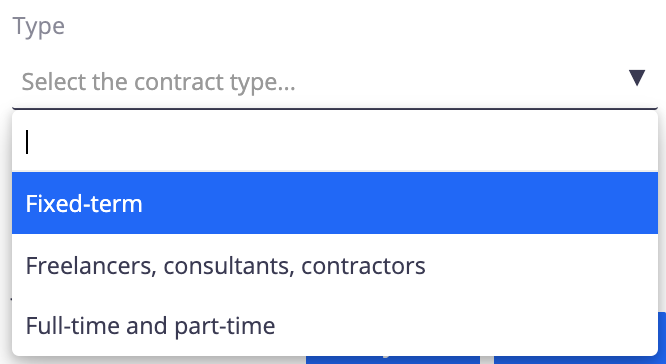 Type
Select the contract type...
Fixed-term
Freelancers, consultants, contractors
Full-time and part-time